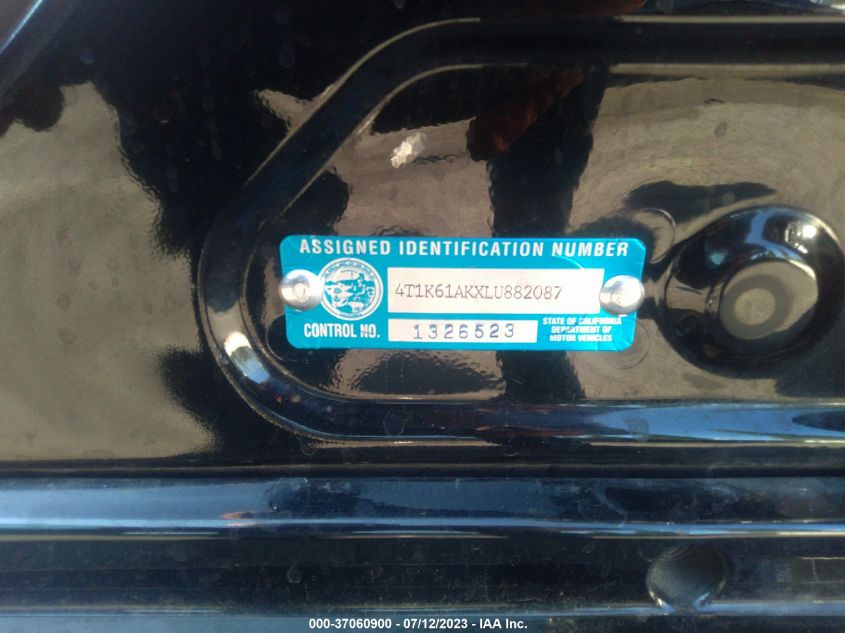 ASSIGNED IDENTIFICATION NUMBER
4T1K61AKXLU882087
CONTROL NO. 1326523
STATE OF CALIFORNIA
DEPARTMENT OF
MOTOR VEHICLES
000-37060900 - 07/12/2023 - IAA Inc.